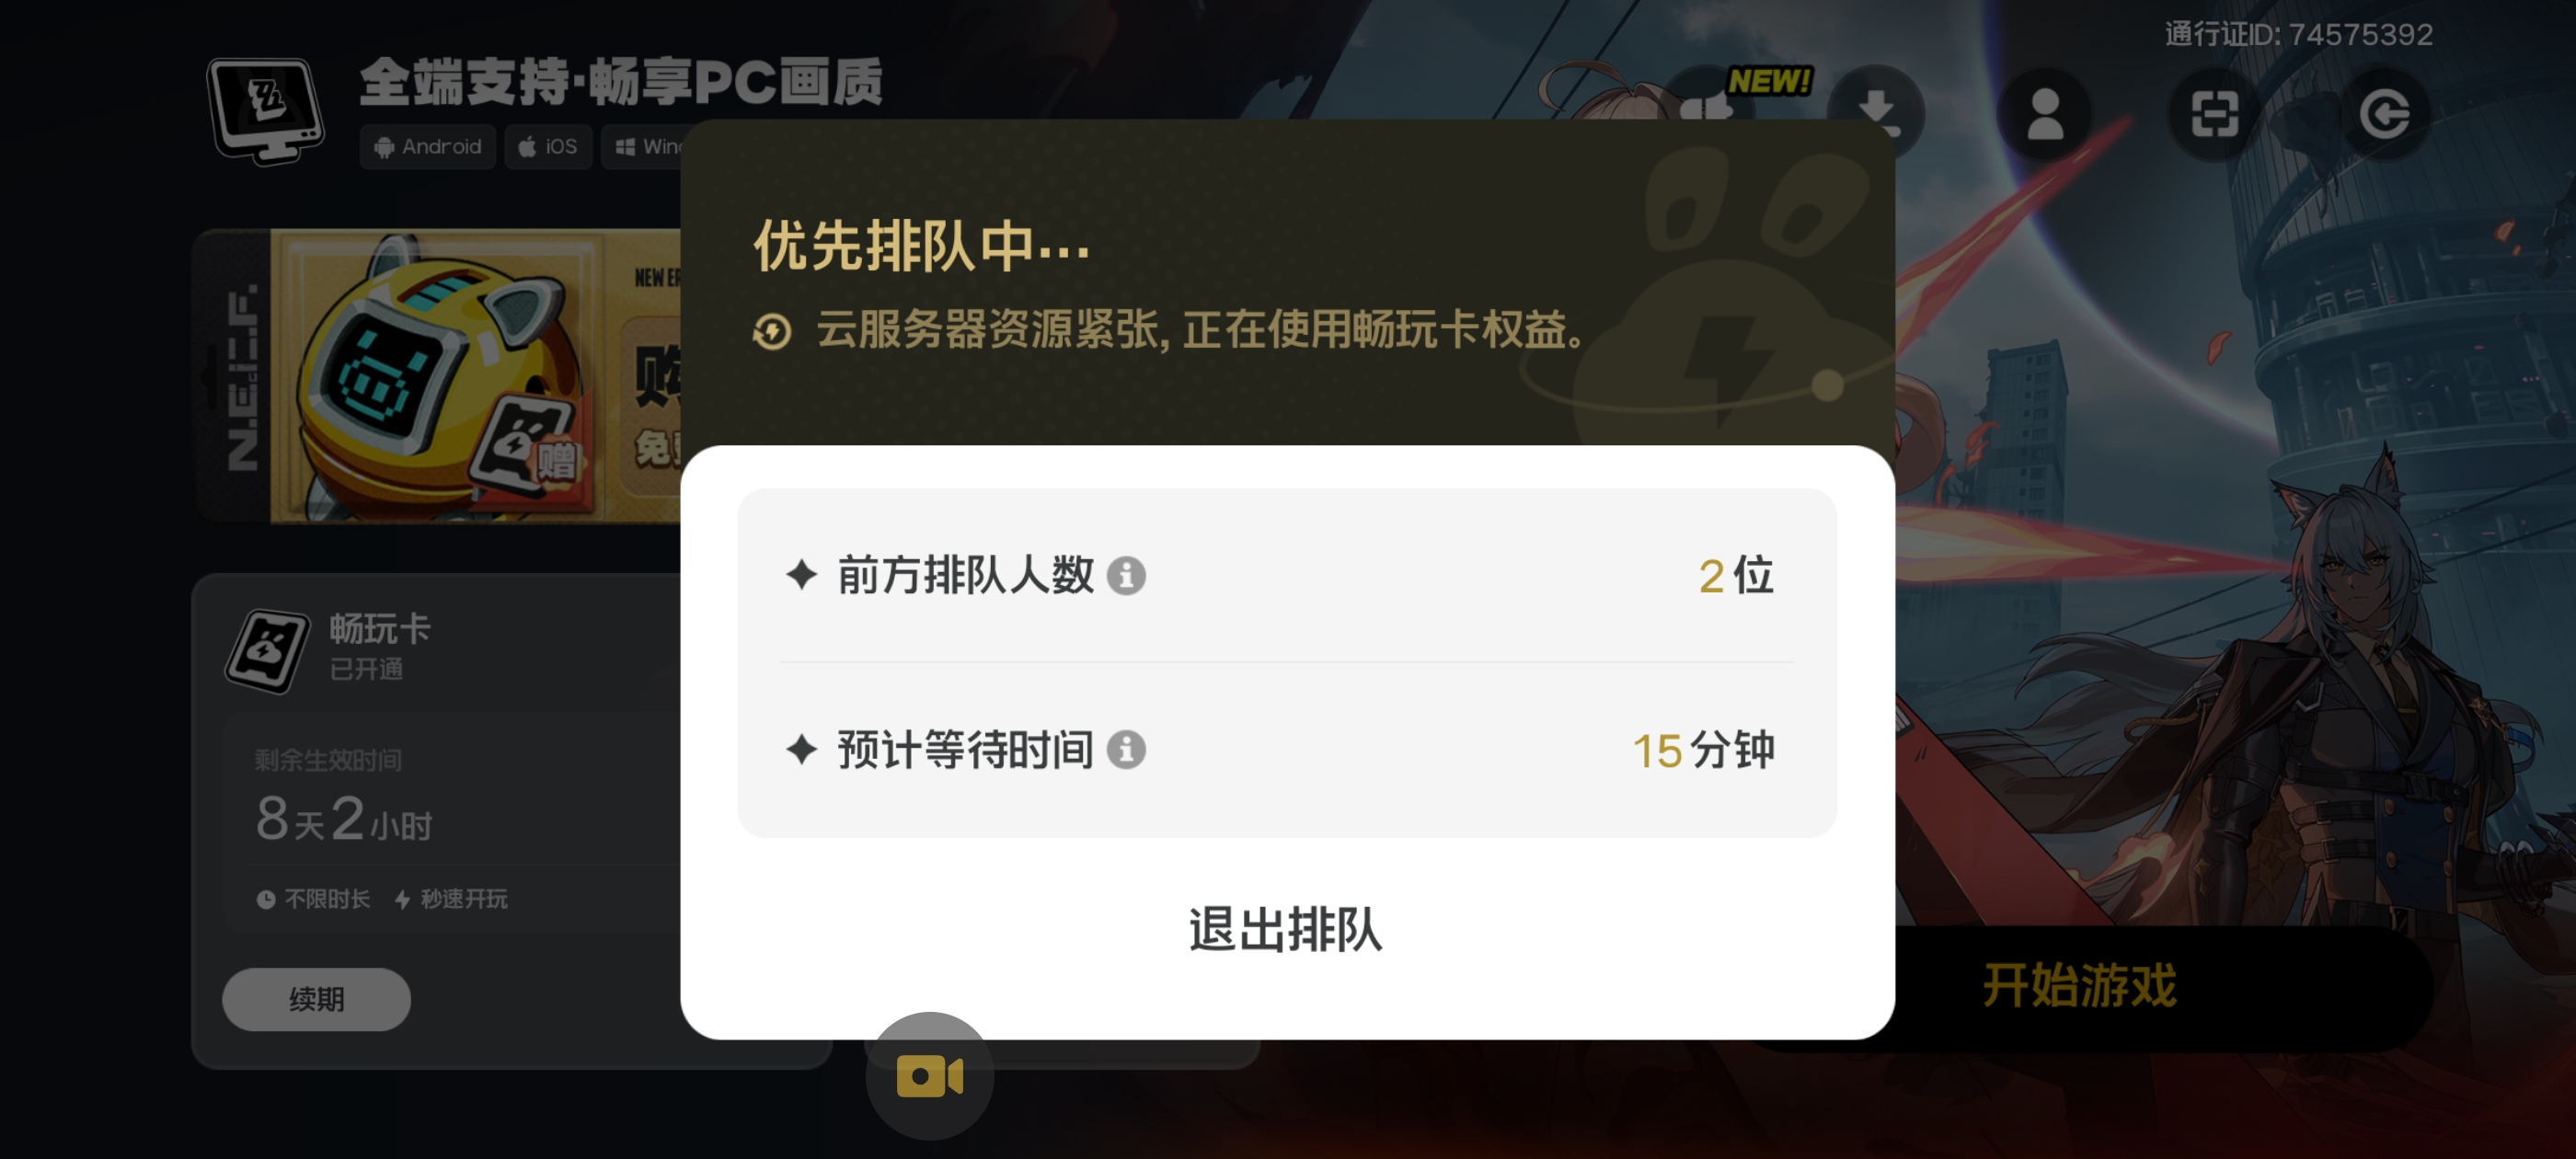 通行证ID: 74575392
全端支持·畅享PC画质
NEW!
Android
iOS
N.E.I.C.F.
优先排队中···
云服务器资源紧张, 正在使用畅玩卡权益。
赠
前方排队人数
2位
预计等待时间
15分钟
退出排队
畅玩卡
已开通
剩余生效时间
8天2小时
不限时长
秒速开玩
续期
开始游戏